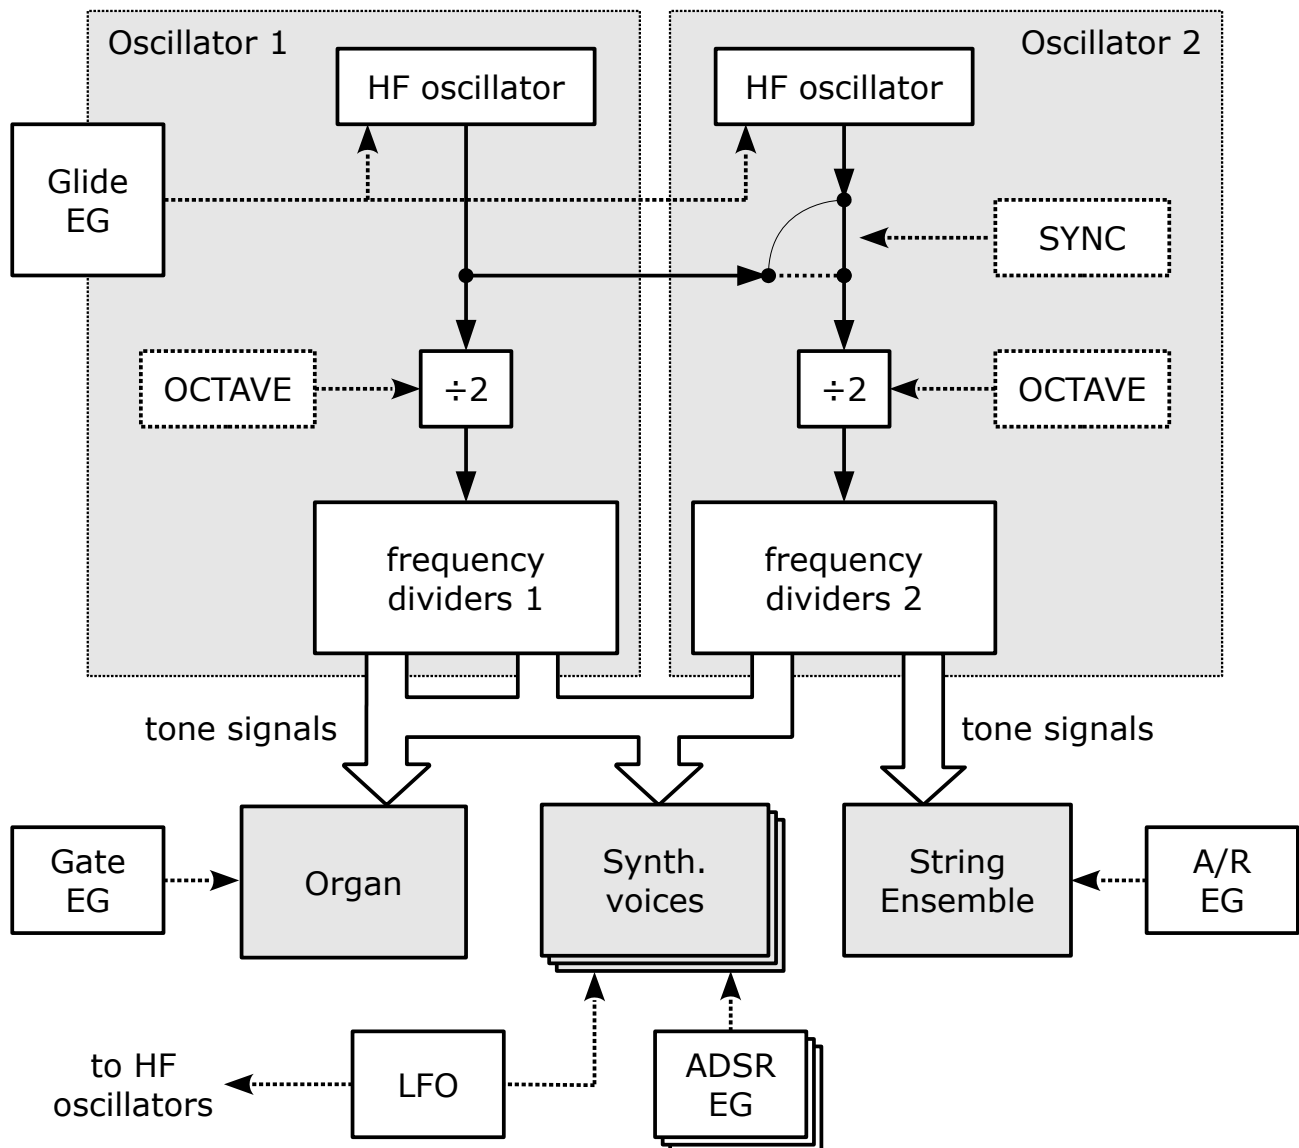 Oscillator 1
Oscillator 2
HF oscillator
HF oscillator
Glide
EG
SYNC
OCTAVE
÷2
÷2
OCTAVE
frequency
dividers 1
frequency
dividers 2
tone signals
tone signals
Gate
EG
Organ
Synth.
voices
String
Ensemble
A/R
EG
to HF
oscillators
LFO
ADSR
EG